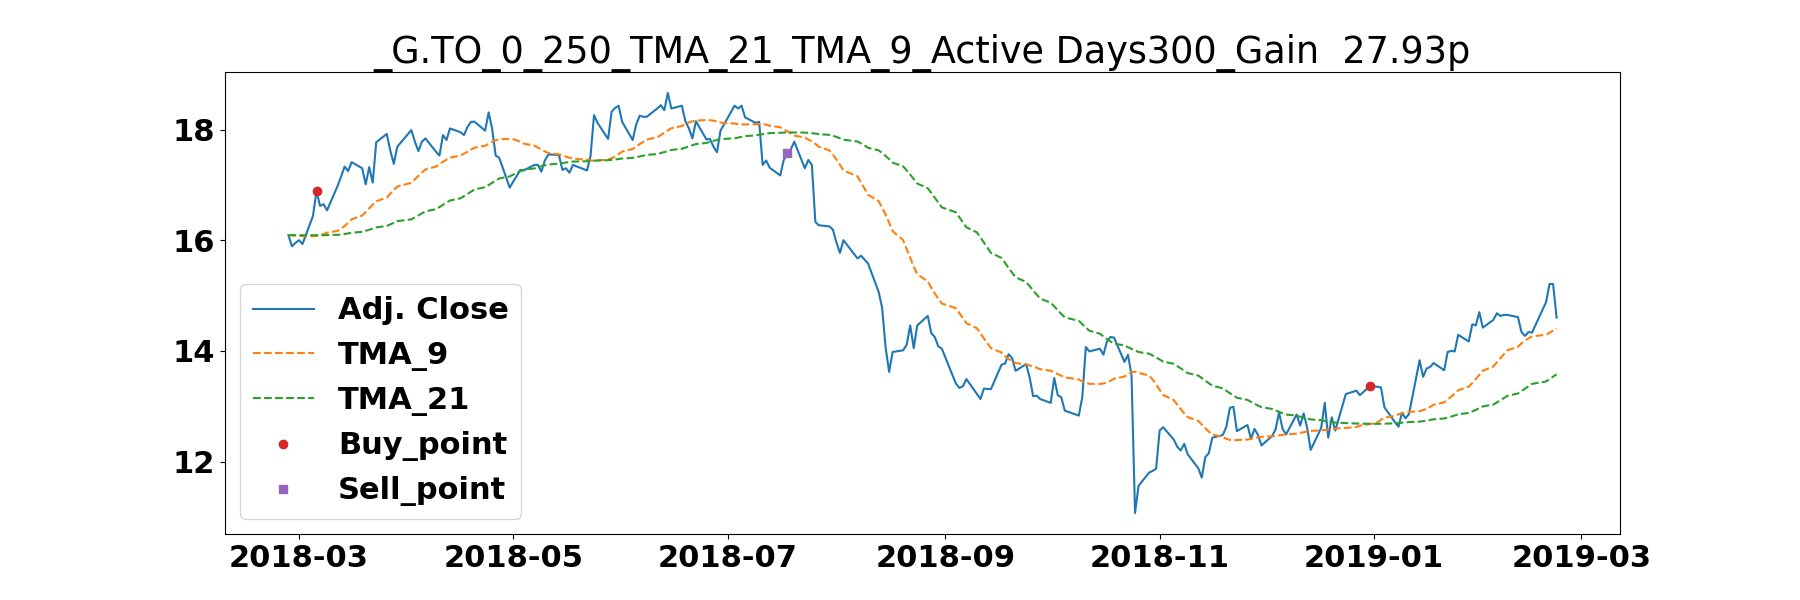 _G.TO_0_250_TMA_21_TMA_9_Active Days300_Gain  27.93p
18
16
14
12
Adj. Close
TMA_9
TMA_21
Buy_point
Sell_point
2018-03 2018-05 2018-07 2018-09 2018-11 2019-01 2019-03